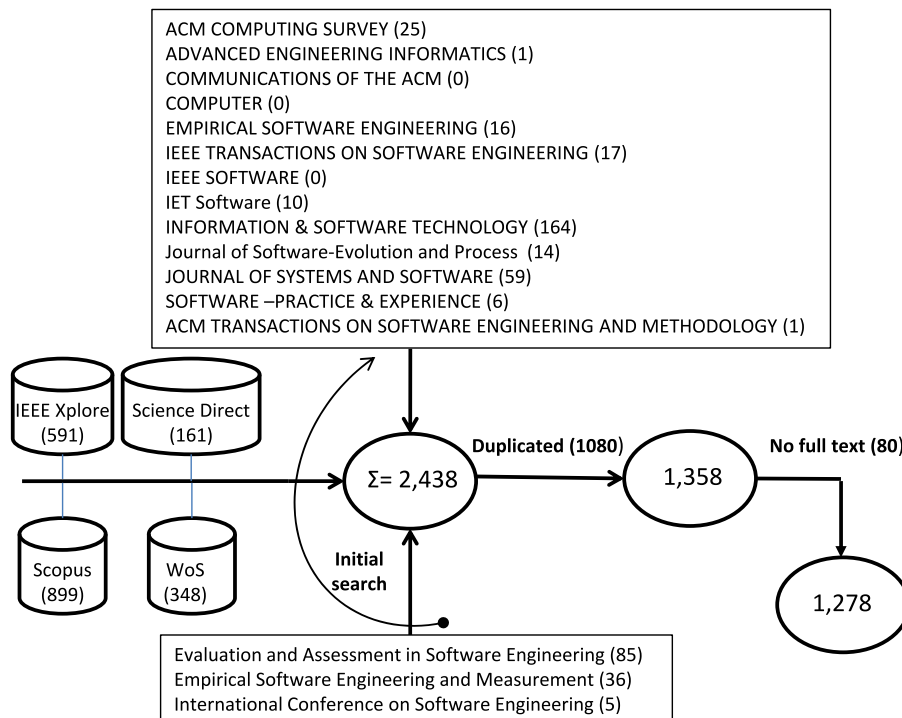 ACM COMPUTING SURVEY (25)
ADVANCED ENGINEERING INFORMATICS (1)
COMMUNICATIONS OF THE ACM (0)
COMPUTER (0)
EMPIRICAL SOFTWARE ENGINEERING (16)
IEEE TRANSACTIONS ON SOFTWARE ENGINEERING (17)
IEEE SOFTWARE (0)
IET Software (10)
INFORMATION & SOFTWARE TECHNOLOGY (164)
Journal of Software-Evolution and Process (14)
JOURNAL OF SYSTEMS AND SOFTWARE (59)
SOFTWARE –PRACTICE & EXPERIENCE (6)
ACM TRANSACTIONS ON SOFTWARE ENGINEERING AND METHODOLOGY (1)
IEEE Xplore
(591)
Science Direct
(161)
Scopus
(899)
WoS
(348)
Σ= 2,438
Duplicated (1080)
1,358
No full text (80)
1,278
Initial
search
Evaluation and Assessment in Software Engineering (85)
Empirical Software Engineering and Measurement (36)
International Conference on Software Engineering (5)